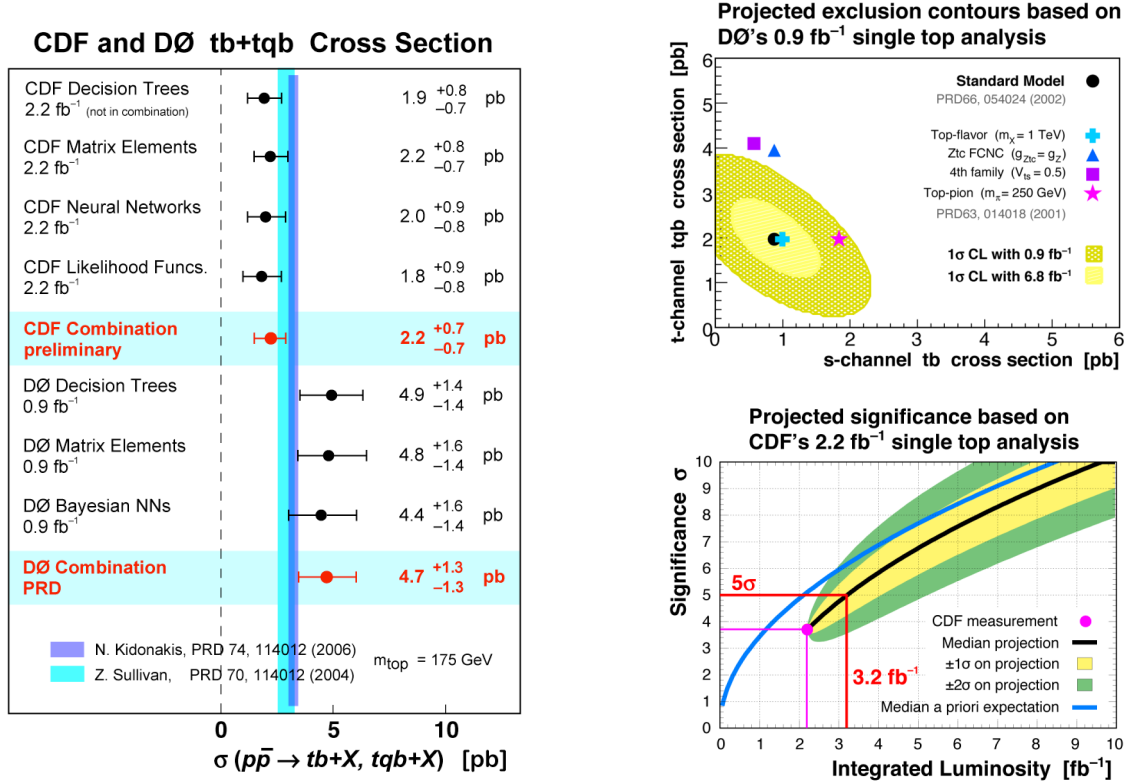 CDF and DØ tb+tqb Cross Section
CDF Decision Trees
2.2 fb⁻¹ (not in combination)
1.9 +0.8 −0.7 pb
CDF Matrix Elements
2.2 fb⁻¹
2.2 +0.8 −0.7 pb
CDF Neural Networks
2.2 fb⁻¹
2.0 +0.9 −0.8 pb
CDF Likelihood Funcs.
2.2 fb⁻¹
1.8 +0.9 −0.8 pb
CDF Combination
preliminary
2.2 +0.7 −0.7 pb
DØ Decision Trees
0.9 fb⁻¹
4.9 +1.4 −1.4 pb
DØ Matrix Elements
0.9 fb⁻¹
4.8 +1.6 −1.4 pb
DØ Bayesian NNs
0.9 fb⁻¹
4.4 +1.6 −1.4 pb
DØ Combination
PRD
4.7 +1.3 −1.3 pb
N. Kidonakis, PRD 74, 114012 (2006)
Z. Sullivan, PRD 70, 114012 (2004)
m_top = 175 GeV
0 5 10
σ (pp̄ → tb+X, tqb+X) [pb]
Projected exclusion contours based on
DØ's 0.9 fb⁻¹ single top analysis
t-channel tqb cross section [pb]
6
5
4
3
2
1
0
Standard Model
PRD66, 054024 (2002)
Top-flavor (m_X = 1 TeV)
Ztc FCNC (g_Ztc = g_Z)
4th family (V_ts = 0.5)
Top-pion (m_π = 250 GeV)
PRD63, 014018 (2001)
1σ CL with 0.9 fb⁻¹
1σ CL with 6.8 fb⁻¹
0 1 2 3 4 5 6
s-channel tb cross section [pb]
Projected significance based on
CDF's 2.2 fb⁻¹ single top analysis
Significance σ
10
9
8
7
6
5
4
3
2
1
0
5σ
3.2 fb⁻¹
CDF measurement
Median projection
±1σ on projection
±2σ on projection
Median a priori expectation
0 1 2 3 4 5 6 7 8 9 10
Integrated Luminosity [fb⁻¹]